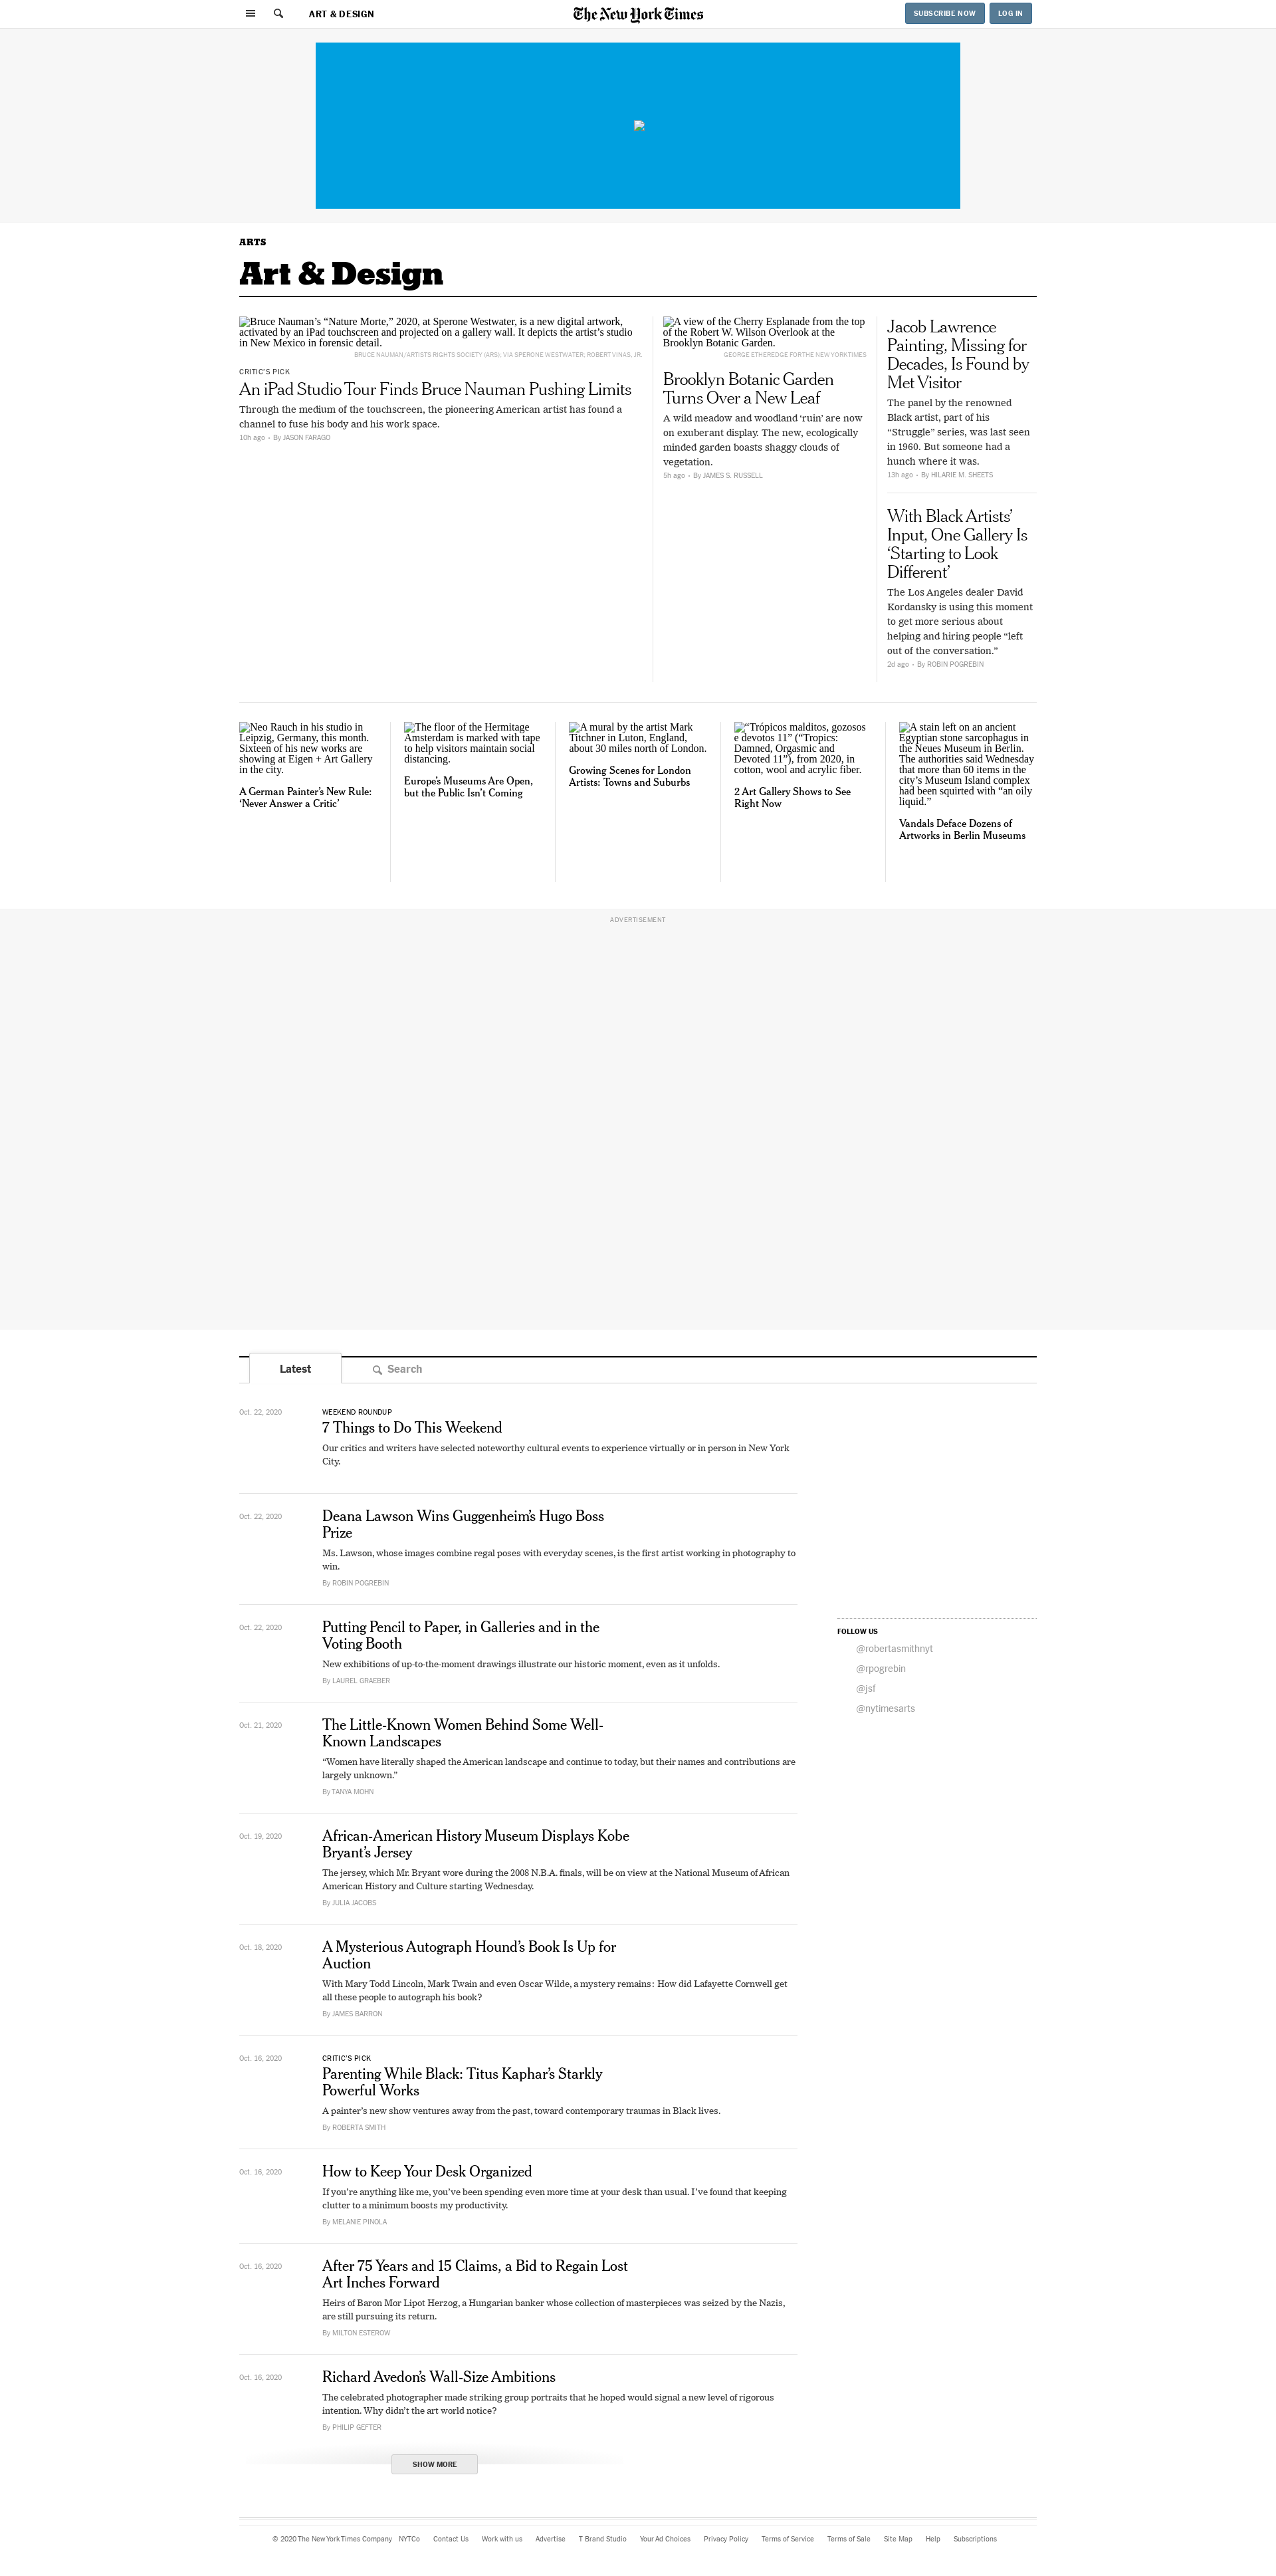 ART & DESIGN
The New York Times
SUBSCRIBE NOW
LOG IN
ARTS
Art & Design
Bruce Nauman’s “Nature Morte,” 2020, at Sperone Westwater, is a new digital artwork,
activated by an iPad touchscreen and projected on a gallery wall. It depicts the artist’s studio
in New Mexico in forensic detail.
BRUCE NAUMAN/ARTISTS RIGHTS SOCIETY (ARS); VIA SPERONE WESTWATER; ROBERT VINAS, JR.
CRITIC’S PICK
An iPad Studio Tour Finds Bruce Nauman Pushing Limits
Through the medium of the touchscreen, the pioneering American artist has found a
channel to fuse his body and his work space.
10h ago • By JASON FARAGO
A view of the Cherry Esplanade from the top
of the Robert W. Wilson Overlook at the
Brooklyn Botanic Garden.
GEORGE ETHEREDGE FOR THE NEW YORK TIMES
Brooklyn Botanic Garden
Turns Over a New Leaf
A wild meadow and woodland ‘ruin’ are now
on exuberant display. The new, ecologically
minded garden boasts shaggy clouds of
vegetation.
5h ago • By JAMES S. RUSSELL
Jacob Lawrence
Painting, Missing for
Decades, Is Found by
Met Visitor
The panel by the renowned
Black artist, part of his
“Struggle” series, was last seen
in 1960. But someone had a
hunch where it was.
13h ago • By HILARIE M. SHEETS
With Black Artists’
Input, One Gallery Is
‘Starting to Look
Different’
The Los Angeles dealer David
Kordansky is using this moment
to get more serious about
helping and hiring people “left
out of the conversation.”
2d ago • By ROBIN POGREBIN
Neo Rauch in his studio in
Leipzig, Germany, this month.
Sixteen of his new works are
showing at Eigen + Art Gallery
in the city.
A German Painter’s New Rule:
‘Never Answer a Critic’
The floor of the Hermitage
Amsterdam is marked with tape
to help visitors maintain social
distancing.
Europe’s Museums Are Open,
but the Public Isn’t Coming
A mural by the artist Mark
Titchner in Luton, England,
about 30 miles north of London.
Growing Scenes for London
Artists: Towns and Suburbs
“Trópicos malditos, gozosos
e devotos 11” (“Tropics:
Damned, Orgasmic and
Devoted 11”), from 2020, in
cotton, wool and acrylic fiber.
2 Art Gallery Shows to See
Right Now
A stain left on an ancient
Egyptian stone sarcophagus in
the Neues Museum in Berlin.
The authorities said Wednesday
that more than 60 items in the
city’s Museum Island complex
had been squirted with “an oily
liquid.”
Vandals Deface Dozens of
Artworks in Berlin Museums
ADVERTISEMENT
Latest
Search
Oct. 22, 2020
WEEKEND ROUNDUP
7 Things to Do This Weekend
Our critics and writers have selected noteworthy cultural events to experience virtually or in person in New York
City.
Oct. 22, 2020
Deana Lawson Wins Guggenheim’s Hugo Boss
Prize
Ms. Lawson, whose images combine regal poses with everyday scenes, is the first artist working in photography to
win.
By ROBIN POGREBIN
Oct. 22, 2020
Putting Pencil to Paper, in Galleries and in the
Voting Booth
New exhibitions of up-to-the-moment drawings illustrate our historic moment, even as it unfolds.
By LAUREL GRAEBER
Oct. 21, 2020
The Little-Known Women Behind Some Well-
Known Landscapes
“Women have literally shaped the American landscape and continue to today, but their names and contributions are
largely unknown.”
By TANYA MOHN
Oct. 19, 2020
African-American History Museum Displays Kobe
Bryant’s Jersey
The jersey, which Mr. Bryant wore during the 2008 N.B.A. finals, will be on view at the National Museum of African
American History and Culture starting Wednesday.
By JULIA JACOBS
Oct. 18, 2020
A Mysterious Autograph Hound’s Book Is Up for
Auction
With Mary Todd Lincoln, Mark Twain and even Oscar Wilde, a mystery remains: How did Lafayette Cornwell get
all these people to autograph his book?
By JAMES BARRON
Oct. 16, 2020
CRITIC’S PICK
Parenting While Black: Titus Kaphar’s Starkly
Powerful Works
A painter’s new show ventures away from the past, toward contemporary traumas in Black lives.
By ROBERTA SMITH
Oct. 16, 2020
How to Keep Your Desk Organized
If you’re anything like me, you’ve been spending even more time at your desk than usual. I’ve found that keeping
clutter to a minimum boosts my productivity.
By MELANIE PINOLA
Oct. 16, 2020
After 75 Years and 15 Claims, a Bid to Regain Lost
Art Inches Forward
Heirs of Baron Mor Lipot Herzog, a Hungarian banker whose collection of masterpieces was seized by the Nazis,
are still pursuing its return.
By MILTON ESTEROW
Oct. 16, 2020
Richard Avedon’s Wall-Size Ambitions
The celebrated photographer made striking group portraits that he hoped would signal a new level of rigorous
intention. Why didn’t the art world notice?
By PHILIP GEFTER
SHOW MORE
FOLLOW US
@robertasmithnyt
@rpogrebin
@jsf
@nytimesarts
© 2020 The New York Times Company NYTCo Contact Us Work with us Advertise T Brand Studio Your Ad Choices Privacy Policy Terms of Service Terms of Sale Site Map Help Subscriptions